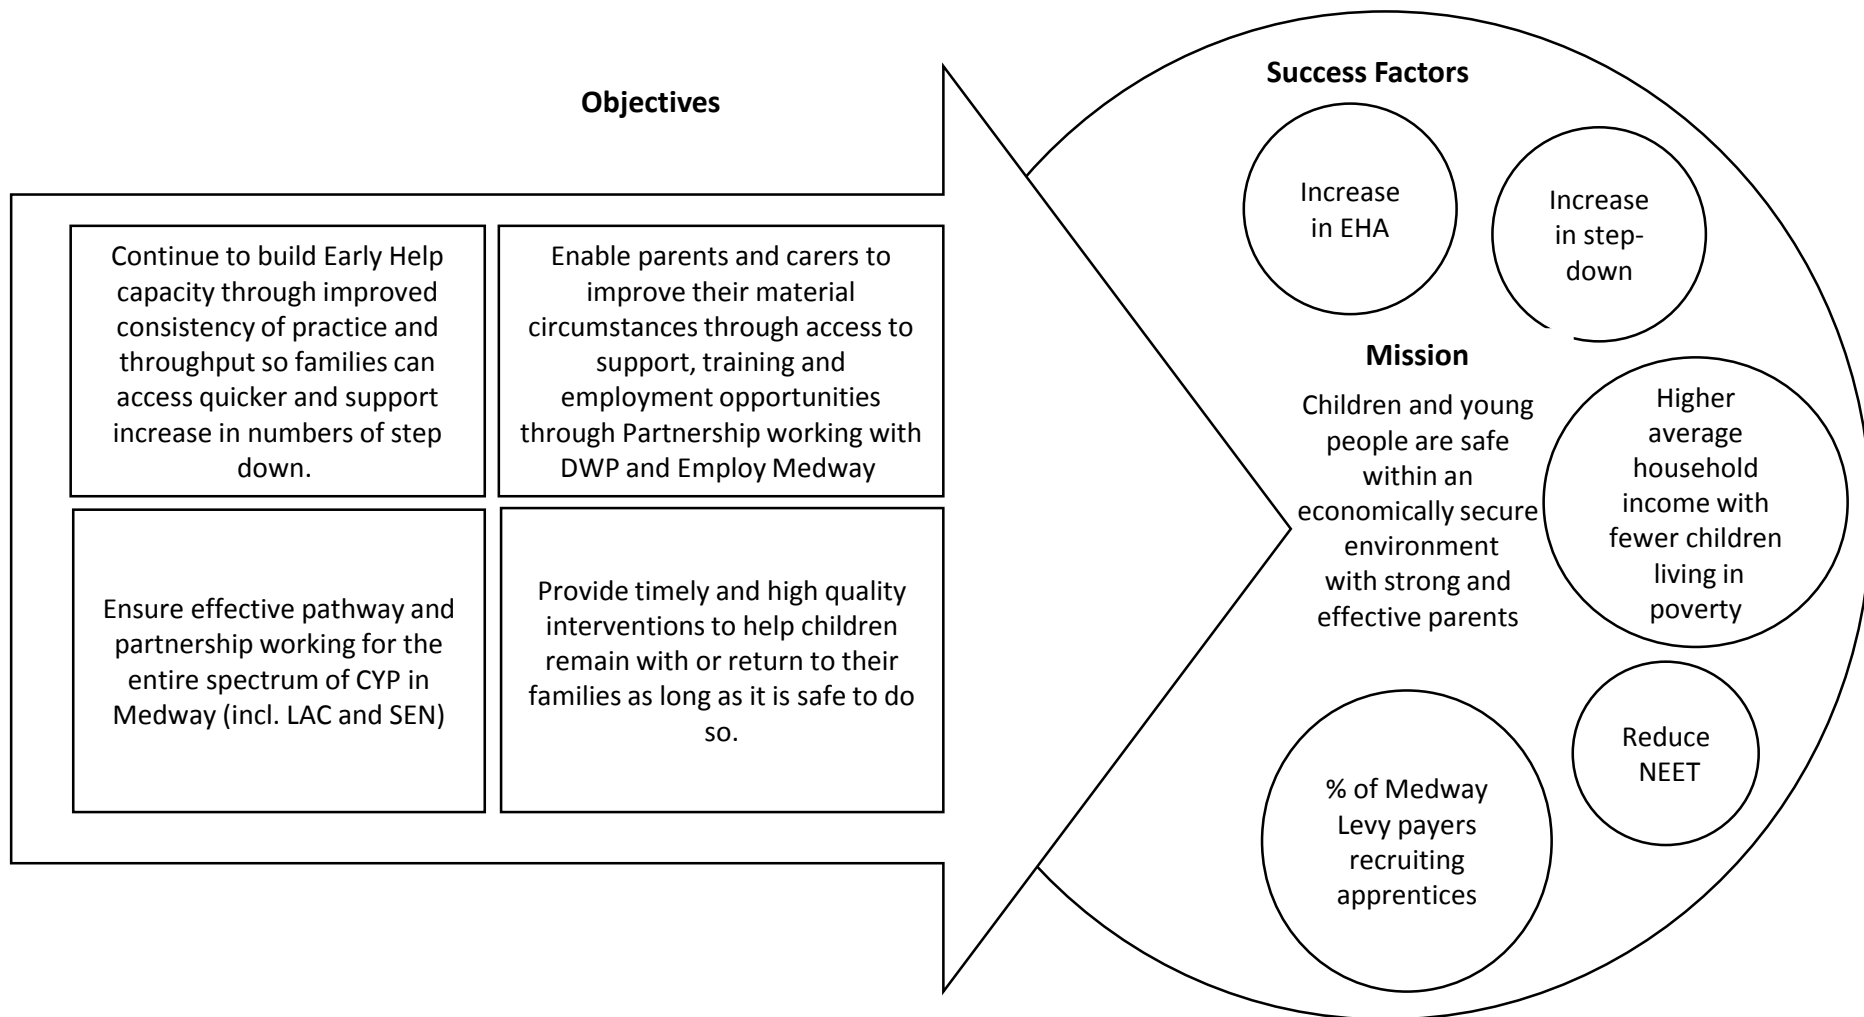 Objectives
Continue to build Early Help
capacity through improved
consistency of practice and
throughput so families can
access quicker and support
increase in numbers of step
down.
Enable parents and carers to
improve their material
circumstances through access to
support, training and
employment opportunities
through Partnership working with
DWP and Employ Medway
Ensure effective pathway and
partnership working for the
entire spectrum of CYP in
Medway (incl. LAC and SEN)
Provide timely and high quality
interventions to help children
remain with or return to their
families as long as it is safe to do
so.
Success Factors
Increase
in EHA
Increase
in step-
down
Mission
Children and young
people are safe
within an
economically secure
environment
with strong and
effective parents
Higher
average
household
income with
fewer children
living in
poverty
Reduce
NEET
% of Medway
Levy payers
recruiting
apprentices